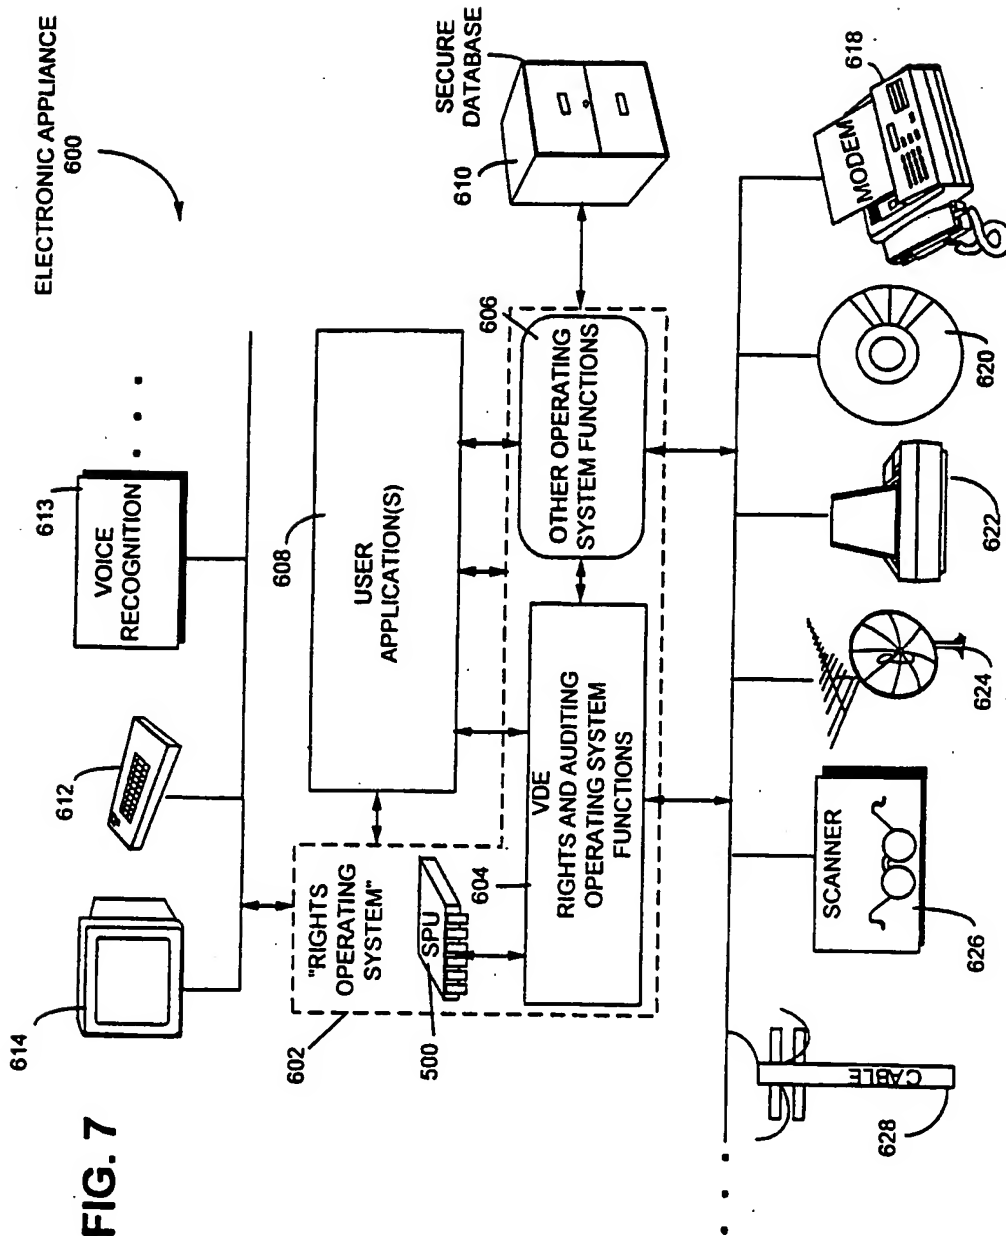 FIG. 7
ELECTRONIC APPLIANCE
600
614
612
613
VOICE
RECOGNITION
602
"RIGHTS
OPERATING
SYSTEM"
608
USER
APPLICATION(S)
610
SECURE
DATABASE
500
SPU
604
VDE
RIGHTS AND AUDITING
OPERATING SYSTEM
FUNCTIONS
606
OTHER OPERATING
SYSTEM FUNCTIONS
628
CABLE
SCANNER
626
624
622
620
MODEM
618